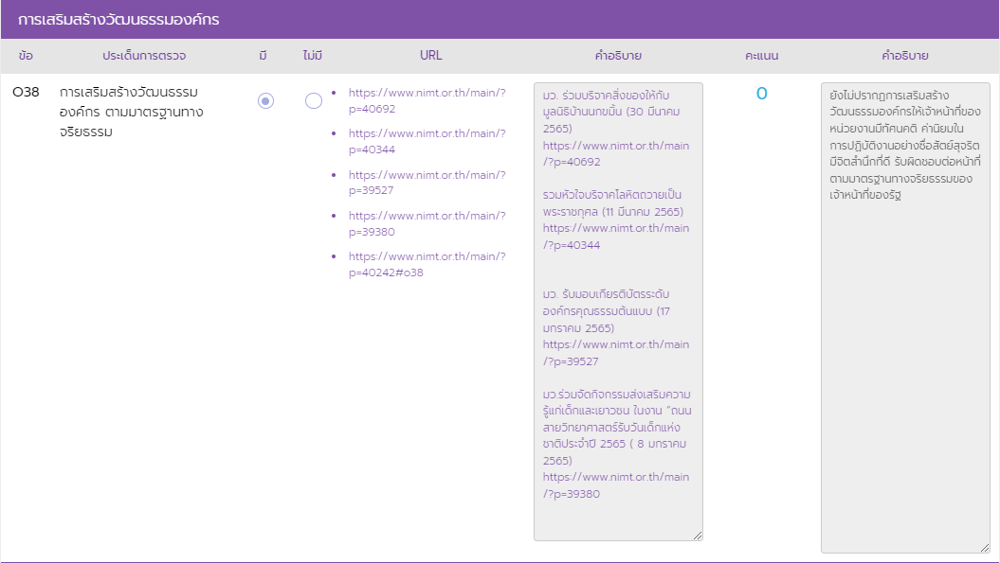 การเสริมสร้างวัฒนธรรมองค์กร
ข้อ ประเด็นการตรวจ มี ไม่มี URL คำอธิบาย คะแนน คำอธิบาย
O38
การเสริมสร้างวัฒนธรรม
องค์กร ตามมาตรฐานทาง
จริยธรรม
https://www.nimt.or.th/main/?
p=40692
https://www.nimt.or.th/main/?
p=40344
https://www.nimt.or.th/main/?
p=39527
https://www.nimt.or.th/main/?
p=39380
https://www.nimt.or.th/main/?
p=40242#o38
มว. ร่วมบริจาคสิ่งของให้กับ
มูลนิธิบ้านนกขมิ้น (30 มีนาคม
2565)
https://www.nimt.or.th/main
/?p=40692
รวมหัวใจบริจาคโลหิตถวายเป็น
พระราชกุศล (11 มีนาคม 2565)
https://www.nimt.or.th/main
/?p=40344
มว. รับมอบเกียรติบัตรระดับ
องค์กรคุณธรรมต้นแบบ (17
มกราคม 2565)
https://www.nimt.or.th/main
/?p=39527
มว.ร่วมจัดกิจกรรมส่งเสริมความ
รู้แก่เด็กและเยาวชน ในงาน “ถนน
สายวิทยาศาสตร์รับวันเด็กแห่ง
ชาติประจำปี 2565 ( 8 มกราคม
2565)
https://www.nimt.or.th/main
/?p=39380
0
ยังไม่ปรากฏการเสริมสร้าง
วัฒนธรรมองค์กรให้เจ้าหน้าที่ของ
หน่วยงานมีทัศนคติ ค่านิยมใน
การปฏิบัติงานอย่างซื่อสัตย์สุจริต
มีจิตสำนึกที่ดี รับผิดชอบต่อหน้าที่
ตามมาตรฐานทางจริยธรรมของ
เจ้าหน้าที่ของรัฐ